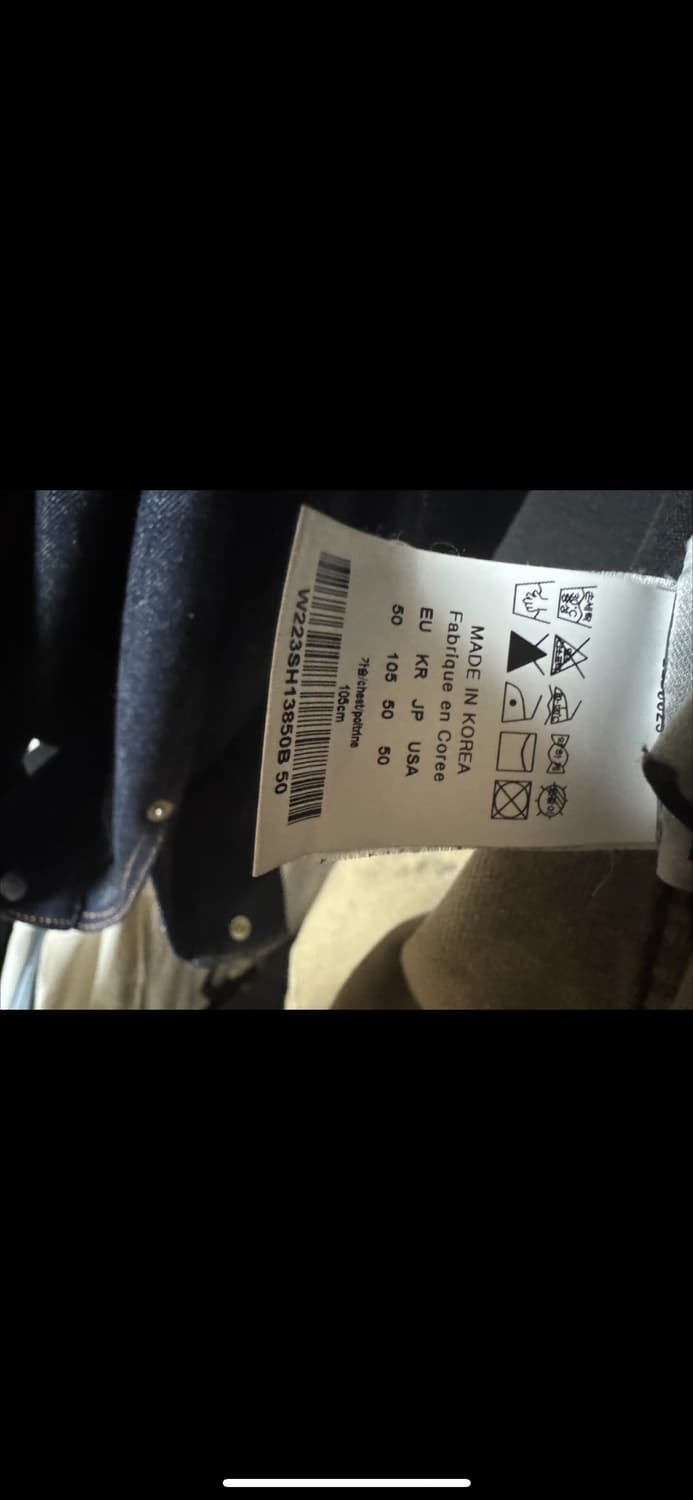 MADE IN KOREA
Fabrique en Coree
EU KR JP USA
50 105 50 50
가슴/chest/poitrine
105cm
W223SH13850B 50